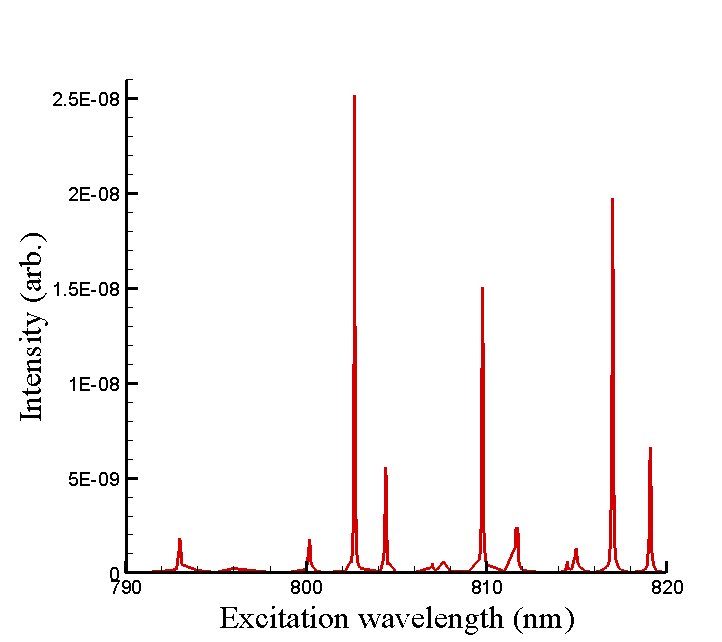 2.5E-08
2E-08
1.5E-08
1E-08
5E-09
0
790
800
810
820
Intensity (arb.)
Excitation wavelength (nm)